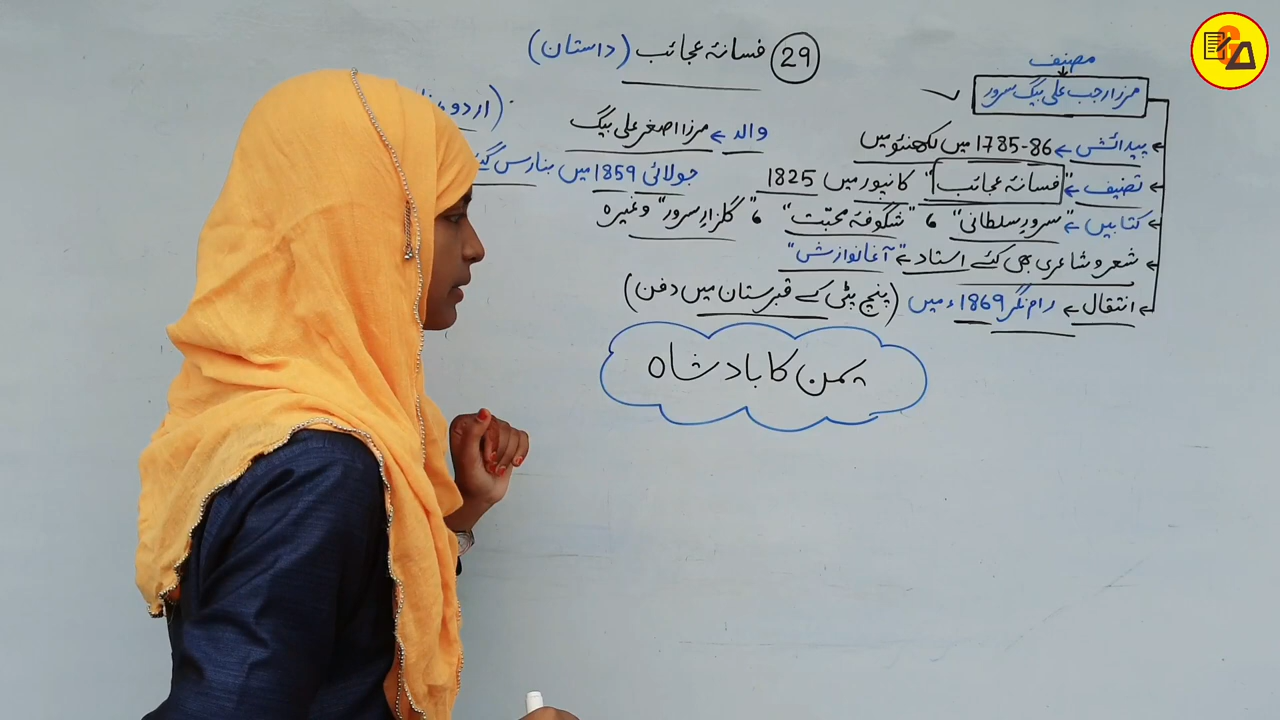 29 فسانۂ عجائب (داستان)
مصنف
مرزا رجب علی بیگ سرور
(اردو
والد ← مرزا اصغر علی بیگ
پیدائش ← 1785-86 میں لکھنئو میں
جولائی 1859 میں بنارس گئے
تصنیف ← "فسانۂ عجائب" کانپور میں 1825
کتابیں ← "سرورِ سلطانی" ، "شگوفۂ محبّت" ، "گلزارِ سرور" وغیرہ
شعر و شاعری بھی کئے استاد ← "آغا نوازش"
انتقال ← رام نگر 1869ء میں (پنچ پٹی کے قبرستان میں دفن)
یمن کا بادشاہ